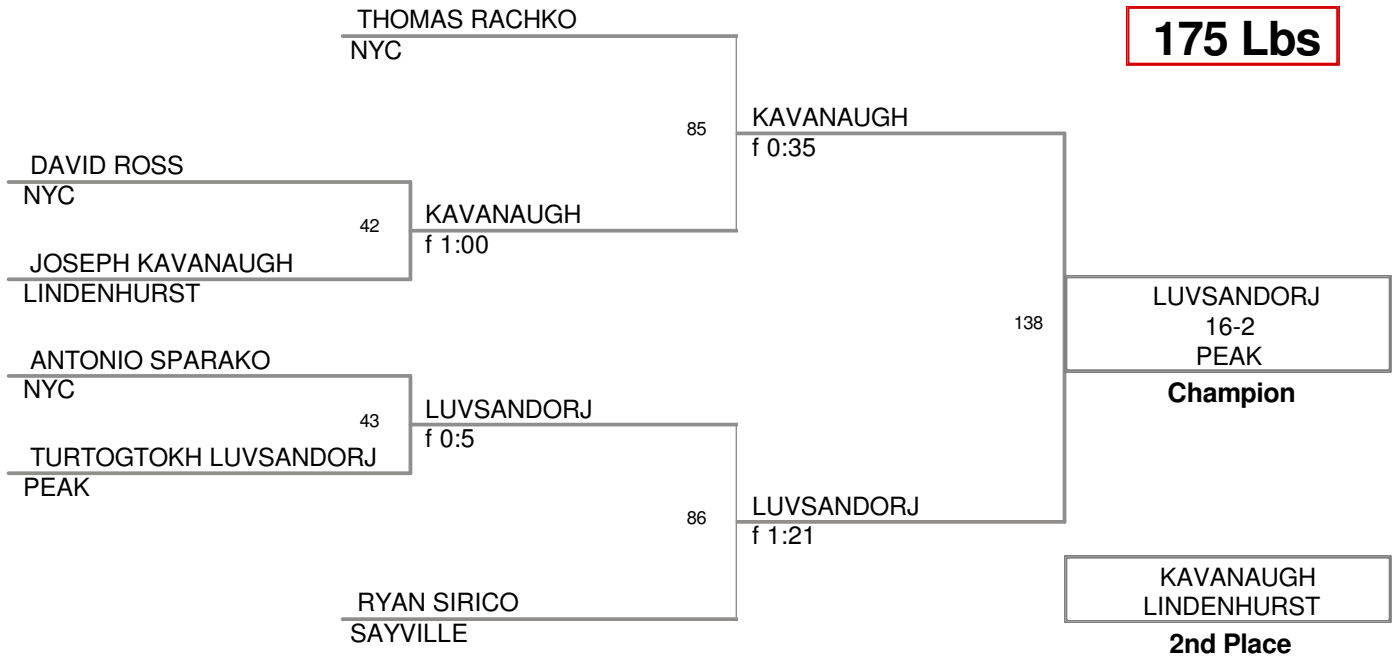 THOMAS RACHKO
NYC
175 Lbs
85
KAVANAUGH
f 0:35
DAVID ROSS
NYC
42
KAVANAUGH
f 1:00
JOSEPH KAVANAUGH
LINDENHURST
138
LUVSANDORJ
16-2
PEAK
Champion
ANTONIO SPARAKO
NYC
43
LUVSANDORJ
f 0:5
TURTOGTOKH LUVSANDORJ
PEAK
86
LUVSANDORJ
f 1:21
RYAN SIRICO
SAYVILLE
KAVANAUGH
LINDENHURST
2nd Place